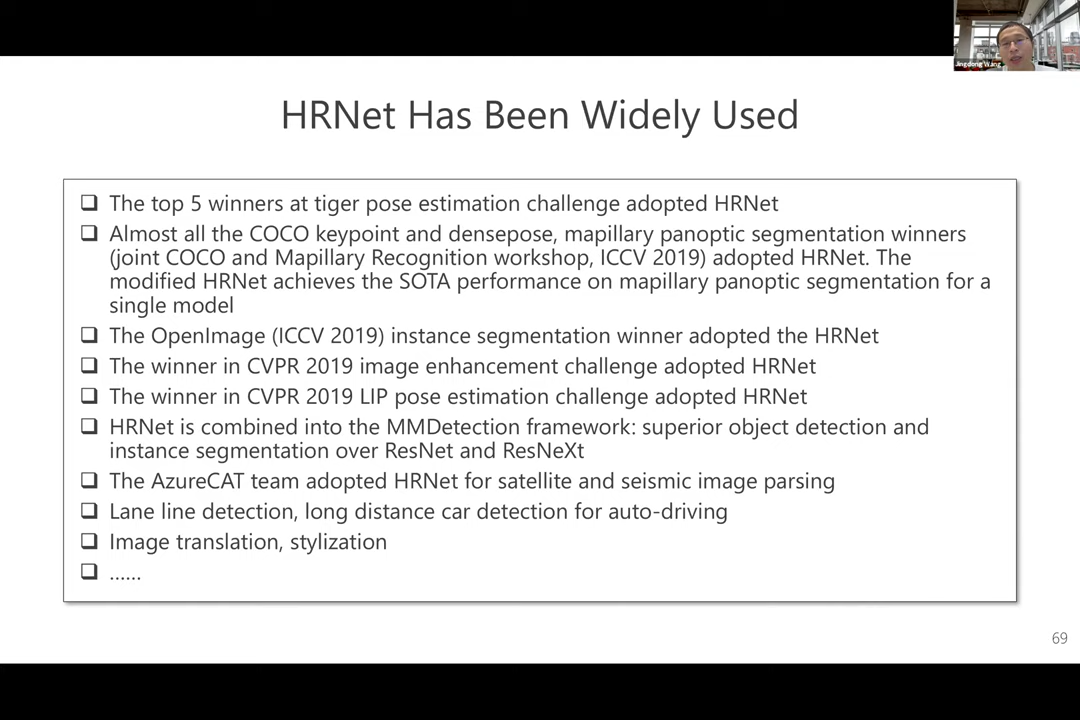 Jingdong Wang
HRNet Has Been Widely Used
❑ The top 5 winners at tiger pose estimation challenge adopted HRNet
❑ Almost all the COCO keypoint and densepose, mapillary panoptic segmentation winners
(joint COCO and Mapillary Recognition workshop, ICCV 2019) adopted HRNet. The
modified HRNet achieves the SOTA performance on mapillary panoptic segmentation for a
single model
❑ The OpenImage (ICCV 2019) instance segmentation winner adopted the HRNet
❑ The winner in CVPR 2019 image enhancement challenge adopted HRNet
❑ The winner in CVPR 2019 LIP pose estimation challenge adopted HRNet
❑ HRNet is combined into the MMDetection framework: superior object detection and
instance segmentation over ResNet and ResNeXt
❑ The AzureCAT team adopted HRNet for satellite and seismic image parsing
❑ Lane line detection, long distance car detection for auto-driving
❑ Image translation, stylization
❑ ……
69